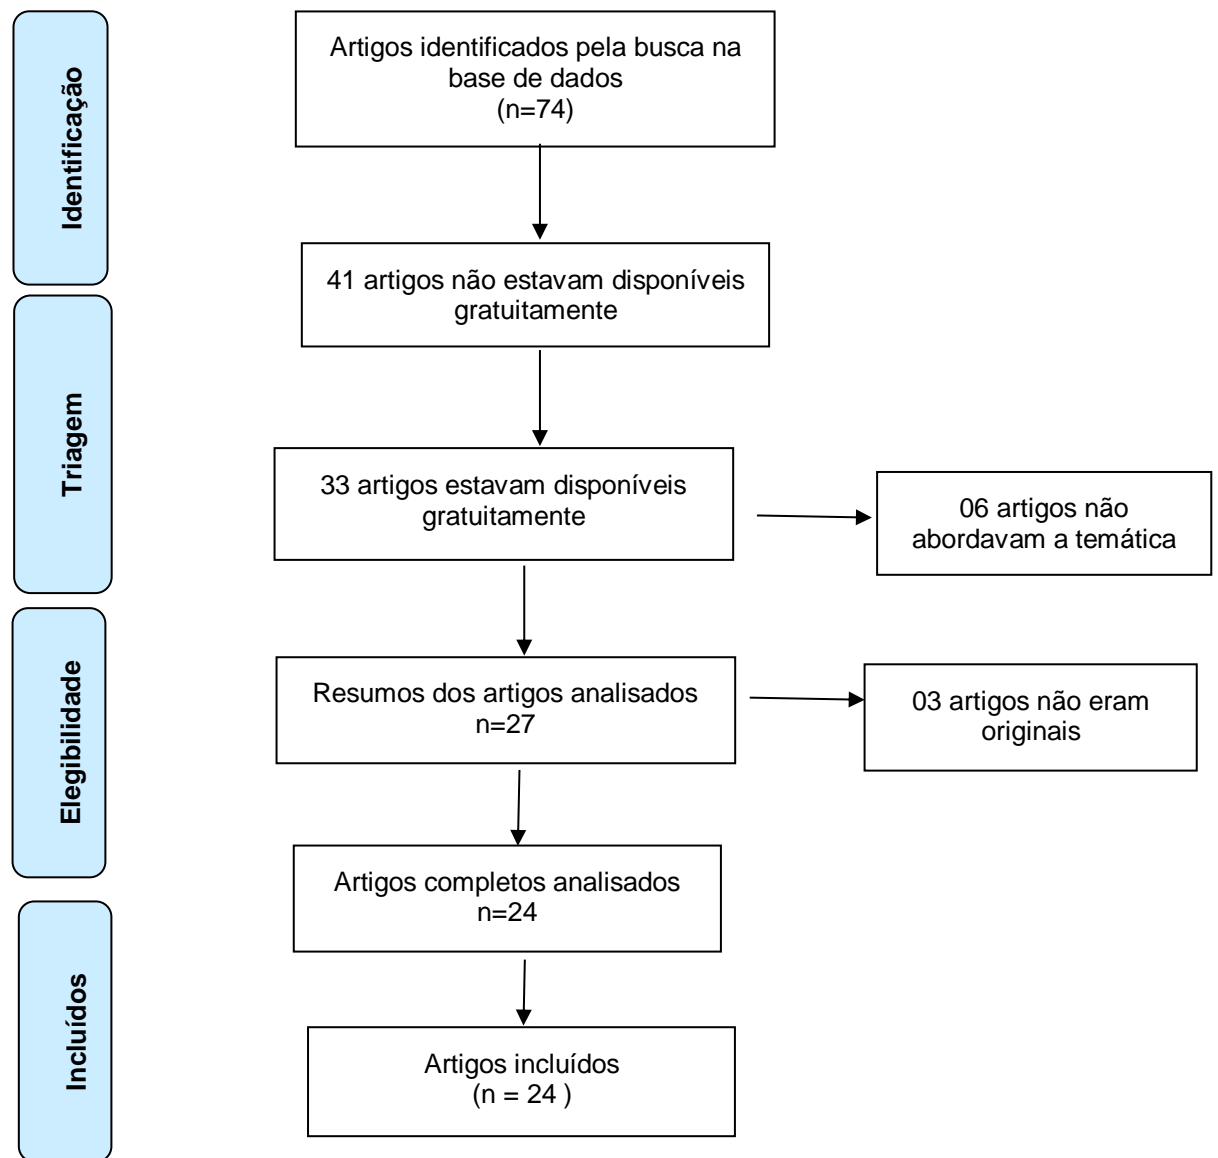 Identificação
Artigos identificados pela busca na
base de dados
(n=74)
41 artigos não estavam disponíveis
gratuitamente
Triagem
33 artigos estavam disponíveis
gratuitamente
06 artigos não
abordavam a temática
Elegibilidade
Resumos dos artigos analisados
n=27
03 artigos não eram
originais
Artigos completos analisados
n=24
Incluídos
Artigos incluídos
(n = 24 )